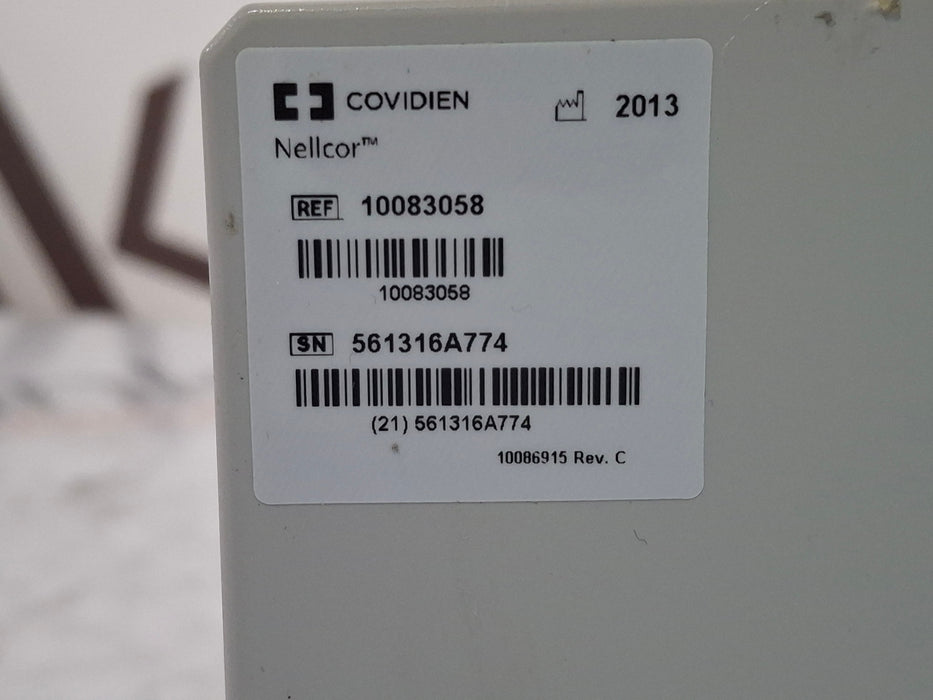 COVIDIEN
2013
Nellcor™
REF 10083058
10083058
SN 561316A774
(21) 561316A774
10086915 Rev. C